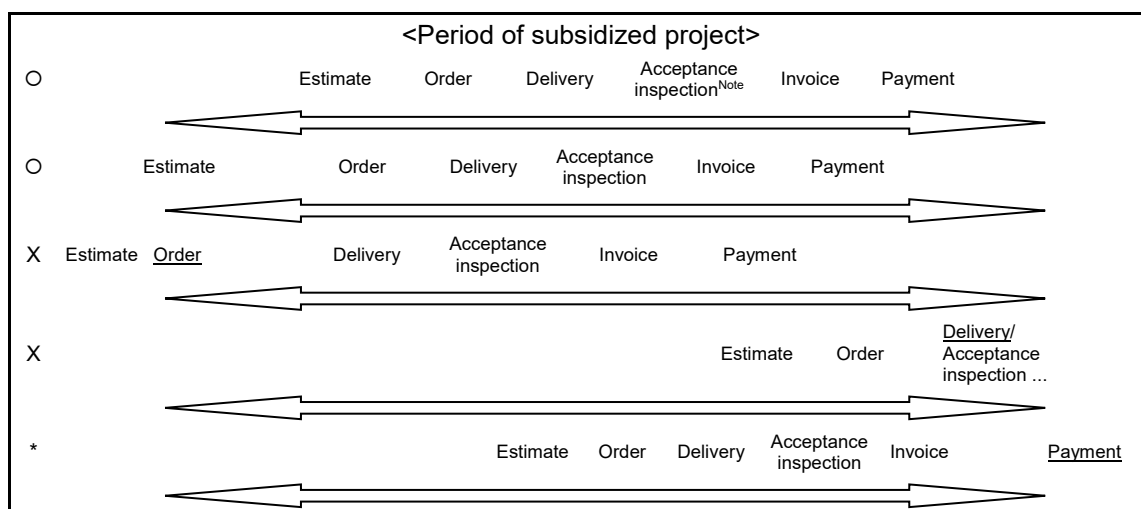 <Period of subsidized project>
○ Estimate Order Delivery Acceptance inspectionNote Invoice Payment
○ Estimate Order Delivery Acceptance inspection Invoice Payment
X Estimate Order Delivery Acceptance inspection Invoice Payment
X Estimate Order Delivery/ Acceptance inspection ...
* Estimate Order Delivery Acceptance inspection Invoice Payment